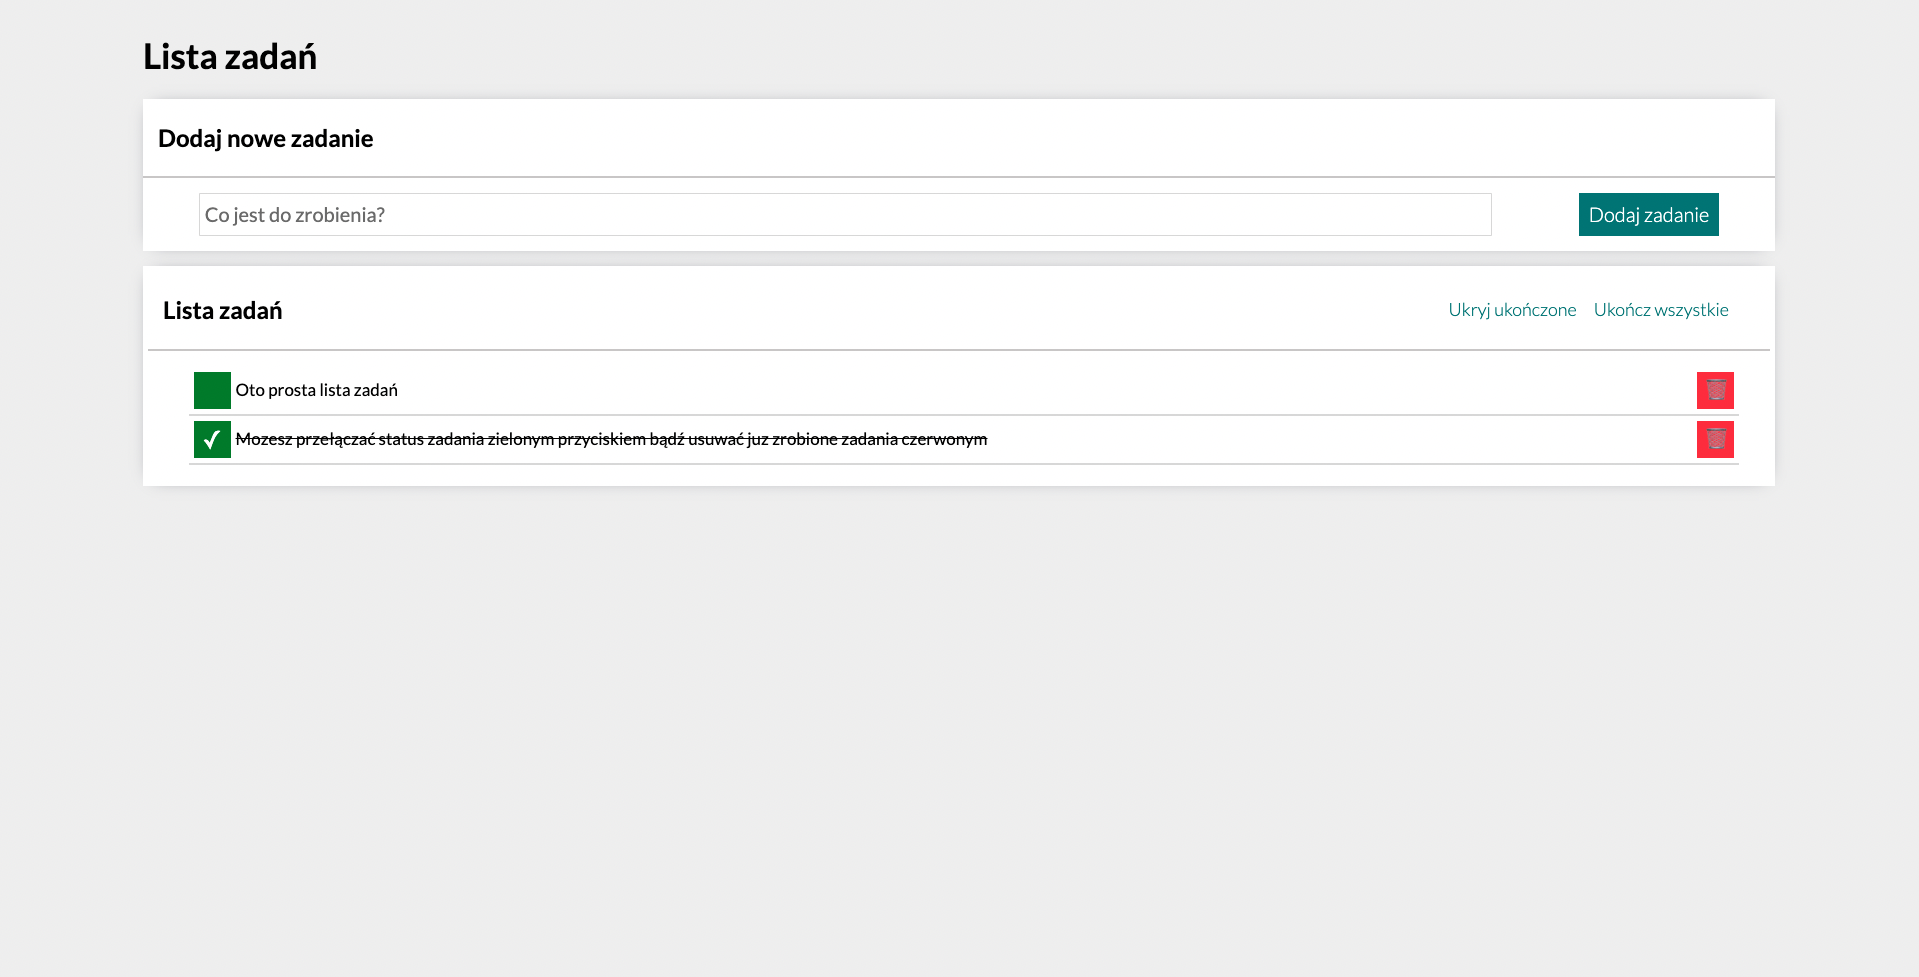 Lista zadań
Dodaj nowe zadanie
Co jest do zrobienia?
Dodaj zadanie
Lista zadań
Ukryj ukończone
Ukończ wszystkie
Oto prosta lista zadań
✓ Mozesz przełączać status zadania zielonym przyciskiem bądź usuwać juz zrobione zadania czerwonym